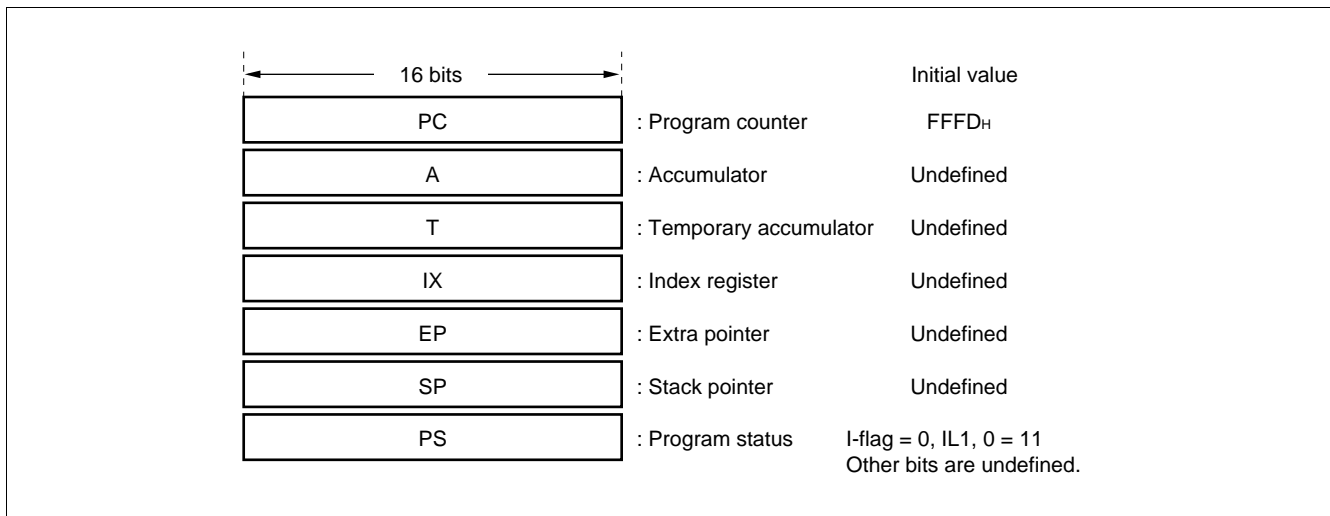 16 bits Initial value
PC : Program counter FFFDH
A : Accumulator Undefined
T : Temporary accumulator Undefined
IX : Index register Undefined
EP : Extra pointer Undefined
SP : Stack pointer Undefined
PS : Program status I-flag = 0, IL1, 0 = 11
Other bits are undefined.